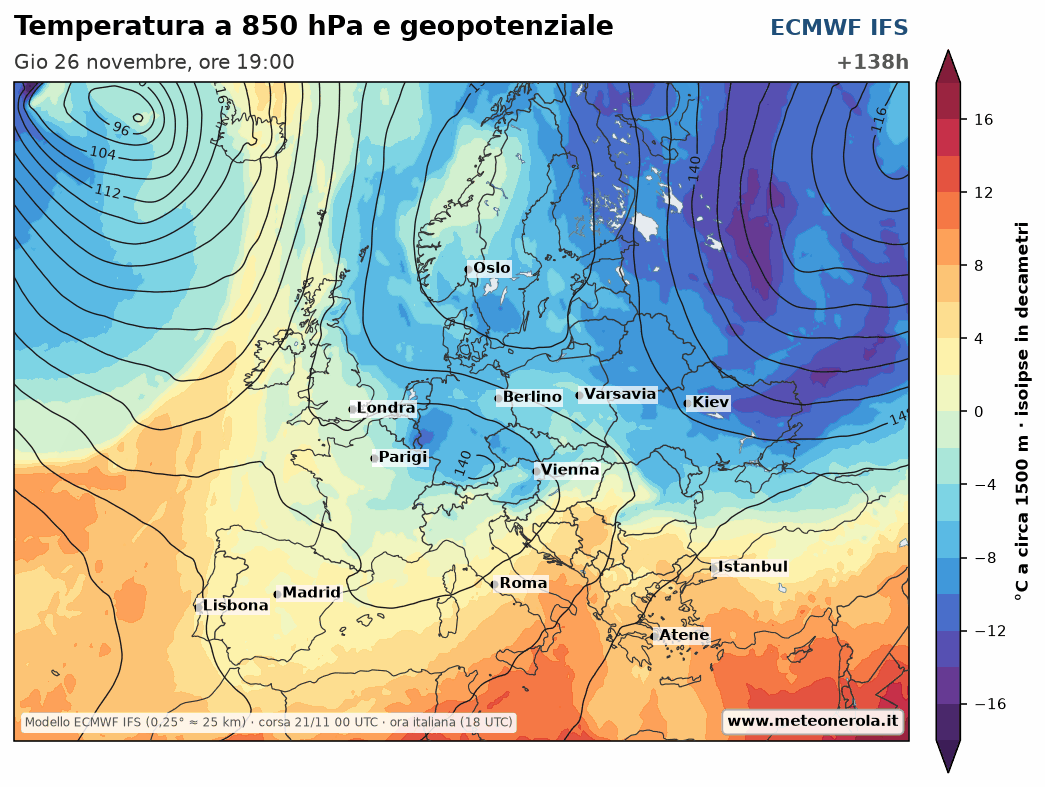 Temperatura a 850 hPa e geopotenziale
ECMWF IFS
Gio 26 novembre, ore 19:00
+138h
96
104
112
116
140
Oslo
Londra
Berlino
Varsavia
Kiev
Parigi
140
Vienna
Istanbul
Roma
Madrid
Lisbona
Atene
Modello ECMWF IFS (0,25° ≈ 25 km) · corsa 21/11 00 UTC · ora italiana (18 UTC)
www.meteonerola.it
16
12
8
4
0
−4
−8
−12
−16
°C a circa 1500 m · isoipse in decametri